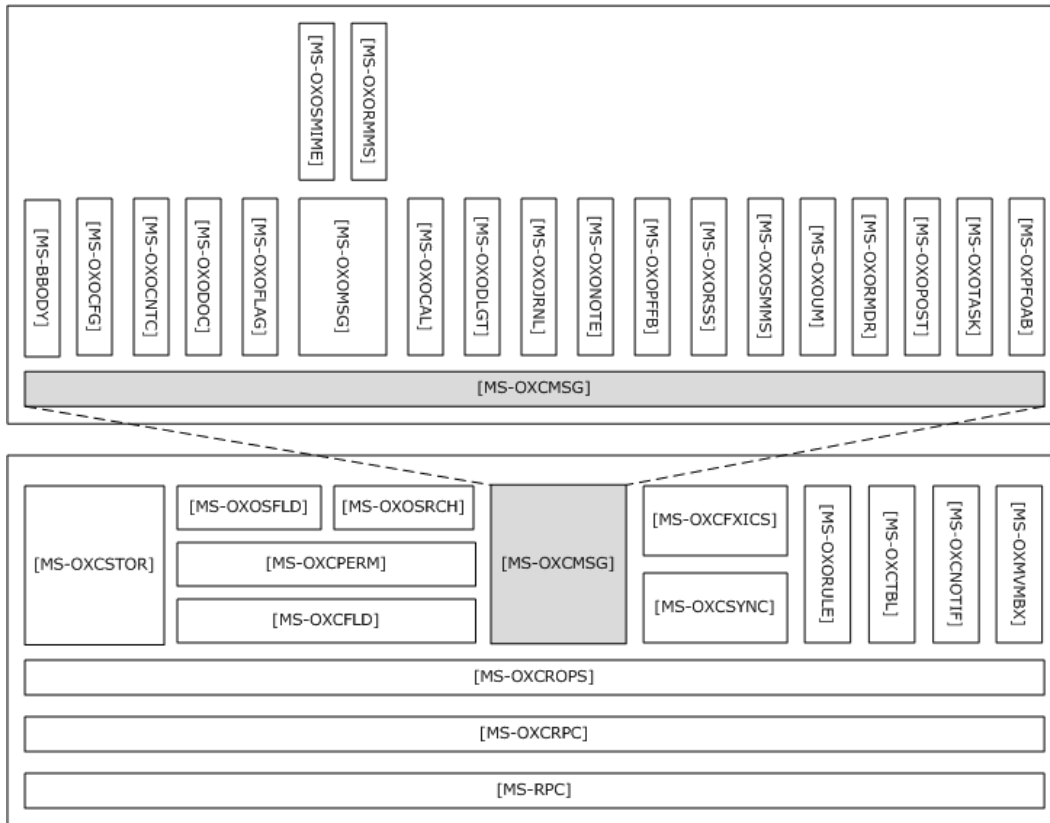 [MS-OXOSMIME]
[MS-OXORMMS]
[MS-BBODY]
[MS-OXOCFG]
[MS-OXOCNTC]
[MS-OXODOC]
[MS-OXOFLAG]
[MS-OXOMSG]
[MS-OXOCAL]
[MS-OXODLGT]
[MS-OXOJRNL]
[MS-OXONOTE]
[MS-OXOPFFB]
[MS-OXORSS]
[MS-OXOSMMS]
[MS-OXOUM]
[MS-OXORMDR]
[MS-OXOPOST]
[MS-OXOTASK]
[MS-OXPFOAB]
[MS-OXCMSG]
[MS-OXCSTOR]
[MS-OXOSFLD]
[MS-OXOSRCH]
[MS-OXCPERM]
[MS-OXCFLD]
[MS-OXCMSG]
[MS-OXCFXICS]
[MS-OXCSYNC]
[MS-OXORULE]
[MS-OXCTBL]
[MS-OXCNOTIF]
[MS-OXMVMBX]
[MS-OXCROPS]
[MS-OXCRPC]
[MS-RPC]